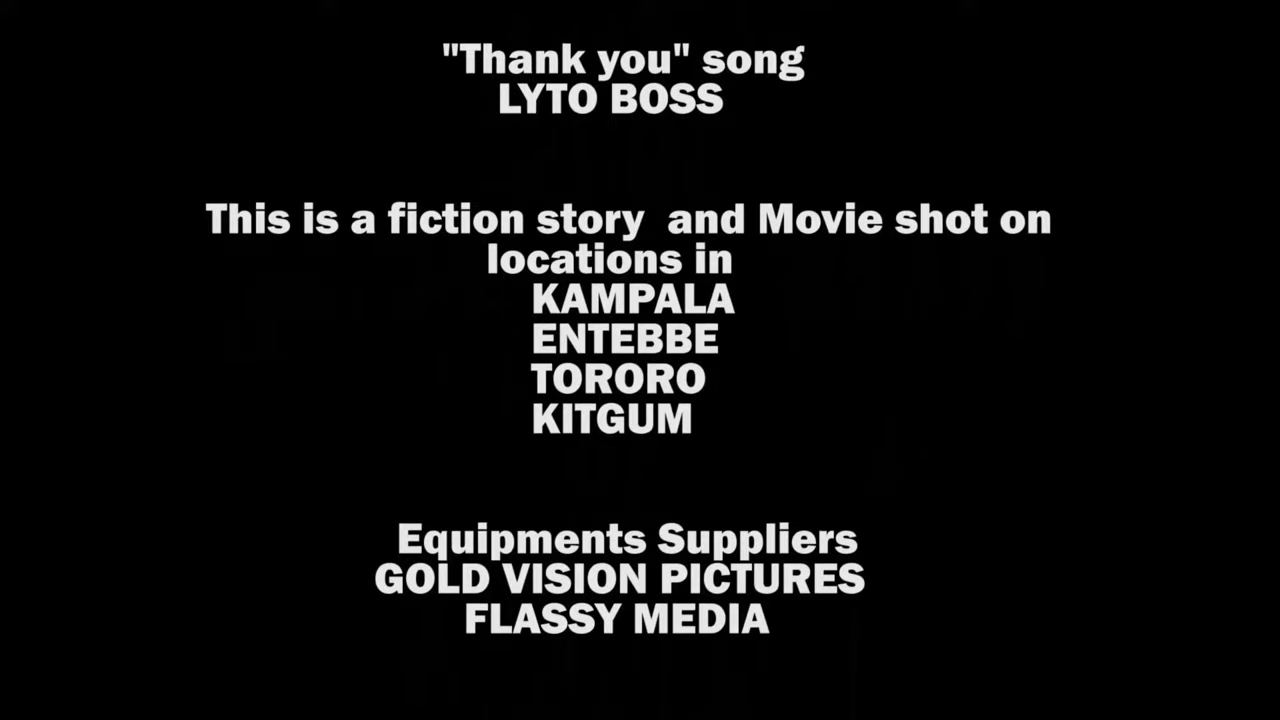 "Thank you" song
LYTO BOSS
This is a fiction story  and Movie shot on
locations in
KAMPALA
ENTEBBE
TORORO
KITGUM
Equipments Suppliers
GOLD VISION PICTURES
FLASSY MEDIA